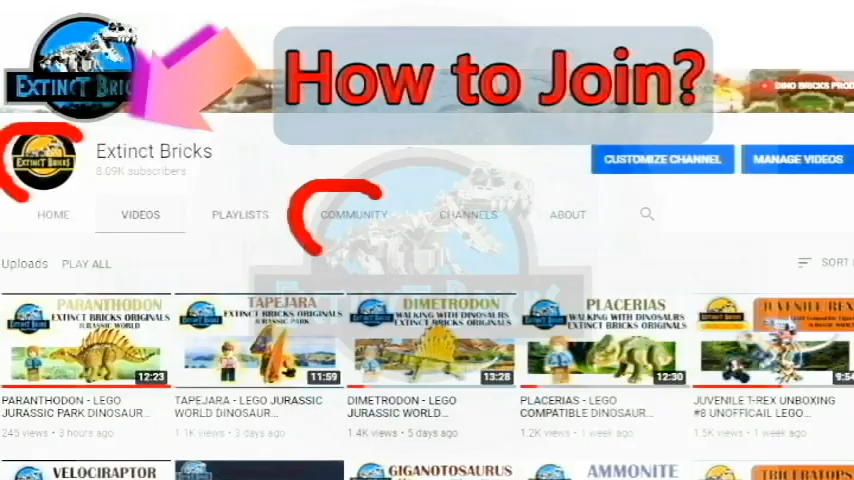 How to Join?
EXTINCT BRIC
DINO BRICKS PROD
EXTINCT BRICKS
Extinct Bricks
8.09K subscribers
CUSTOMIZE CHANNEL
MANAGE VIDEOS
HOME
VIDEOS
PLAYLISTS
COMMUNITY
CHANNELS
ABOUT
EXTINCT BRICKS
Uploads
PLAY ALL
SORT
PARANTHODON
EXTINCT BRICKS ORIGINALS
JURASSIC WORLD
12:23
TAPEJARA
EXTINCT BRICKS ORIGINALS
JURASSIC PARK
11:59
DIMETRODON
WALKING WITH DINOSAURS
EXTINCT BRICKS ORIGINALS
13:28
PLACERIAS
WALKING WITH DINOSAURS
EXTINCT BRICKS ORIGINALS
12:30
JUVENILE REX
9:54
PARANTHODON - LEGO
JURASSIC PARK DINOSAUR...
245 views • 3 hours ago
TAPEJARA - LEGO JURASSIC
WORLD DINOSAUR...
1.1K views • 3 days ago
DIMETRODON - LEGO
JURASSIC WORLD...
1.4K views • 5 days ago
PLACERIAS - LEGO
COMPATIBLE DINOSAUR...
1.2K views • 1 week ago
JUVENILE T-REX UNBOXING
#8 UNOFFICAIL LEGO...
1.5K views • 1 week ago
VELOCIRAPTOR
GIGANOTOSAURUS
AMMONITE
TRICERATOPS